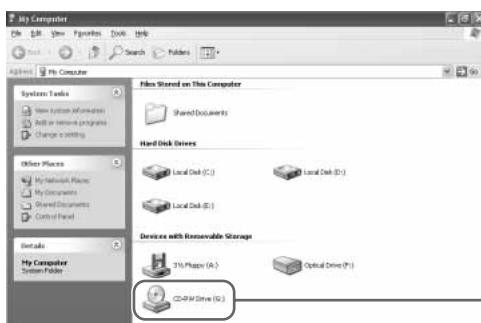 My Computer
File Edit View Favorites Tools Help
Back Search Folders
Address My Computer Go
System Tasks
View system information
Add or remove programs
Change a setting
Other Places
My Network Places
My Documents
Shared Documents
Control Panel
Details
My Computer
System Folder
Files Stored on This Computer
Shared Documents
Hard Disk Drives
Local Disk (C:) Local Disk (D:)
Local Disk (E:)
Devices with Removable Storage
3½ Floppy (A:) Optical Drive (F:)
CD-RW Drive (G:)